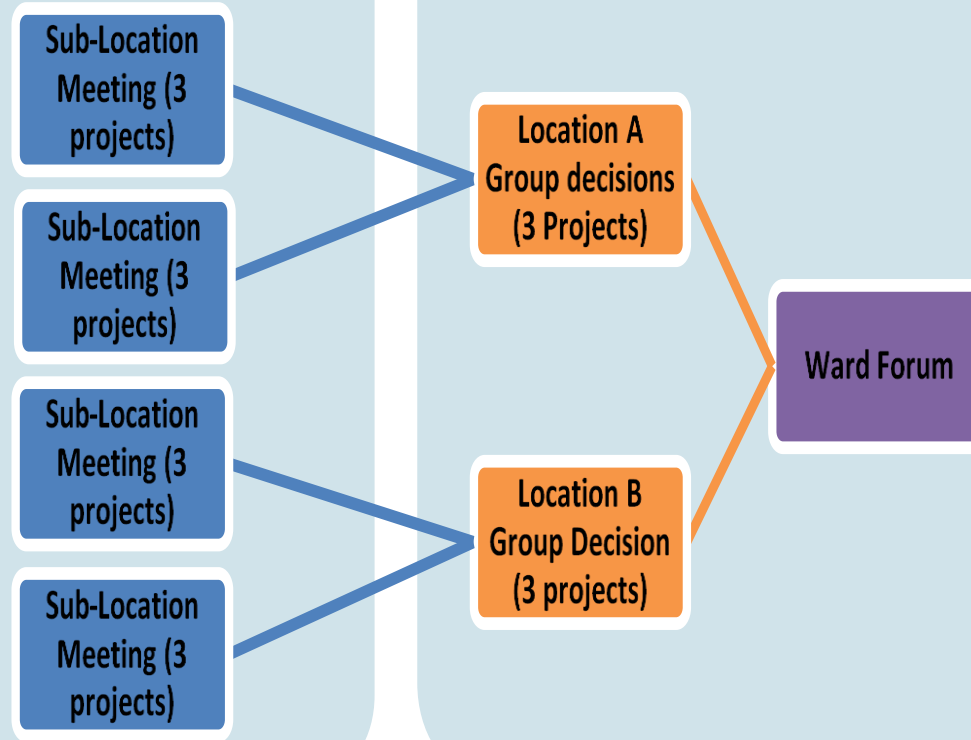 Sub-Location
Meeting (3
projects)
Sub-Location
Meeting (3
projects)
Sub-Location
Meeting (3
projects)
Sub-Location
Meeting (3
projects)
Location A
Group decisions
(3 Projects)
Location B
Group Decision
(3 projects)
Ward Forum